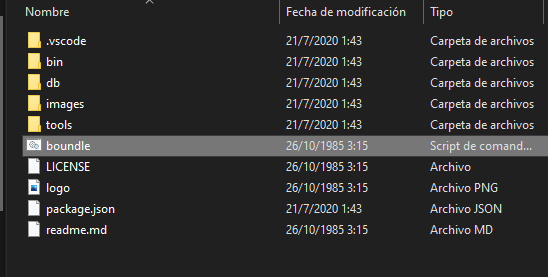 Fecha de modificación Tipo
.vscode 21/7/2020 1:43 Carpeta de archivos
bin 21/7/2020 1:43 Carpeta de archivos
db 21/7/2020 1:43 Carpeta de archivos
images 21/7/2020 1:43 Carpeta de archivos
tools 21/7/2020 1:43 Carpeta de archivos
boundle 26/10/1985 3:15 Script de comand...
LICENSE 26/10/1985 3:15 Archivo
logo 26/10/1985 3:15 Archivo PNG
package.json 21/7/2020 1:43 Archivo JSON
readme.md 26/10/1985 3:15 Archivo MD